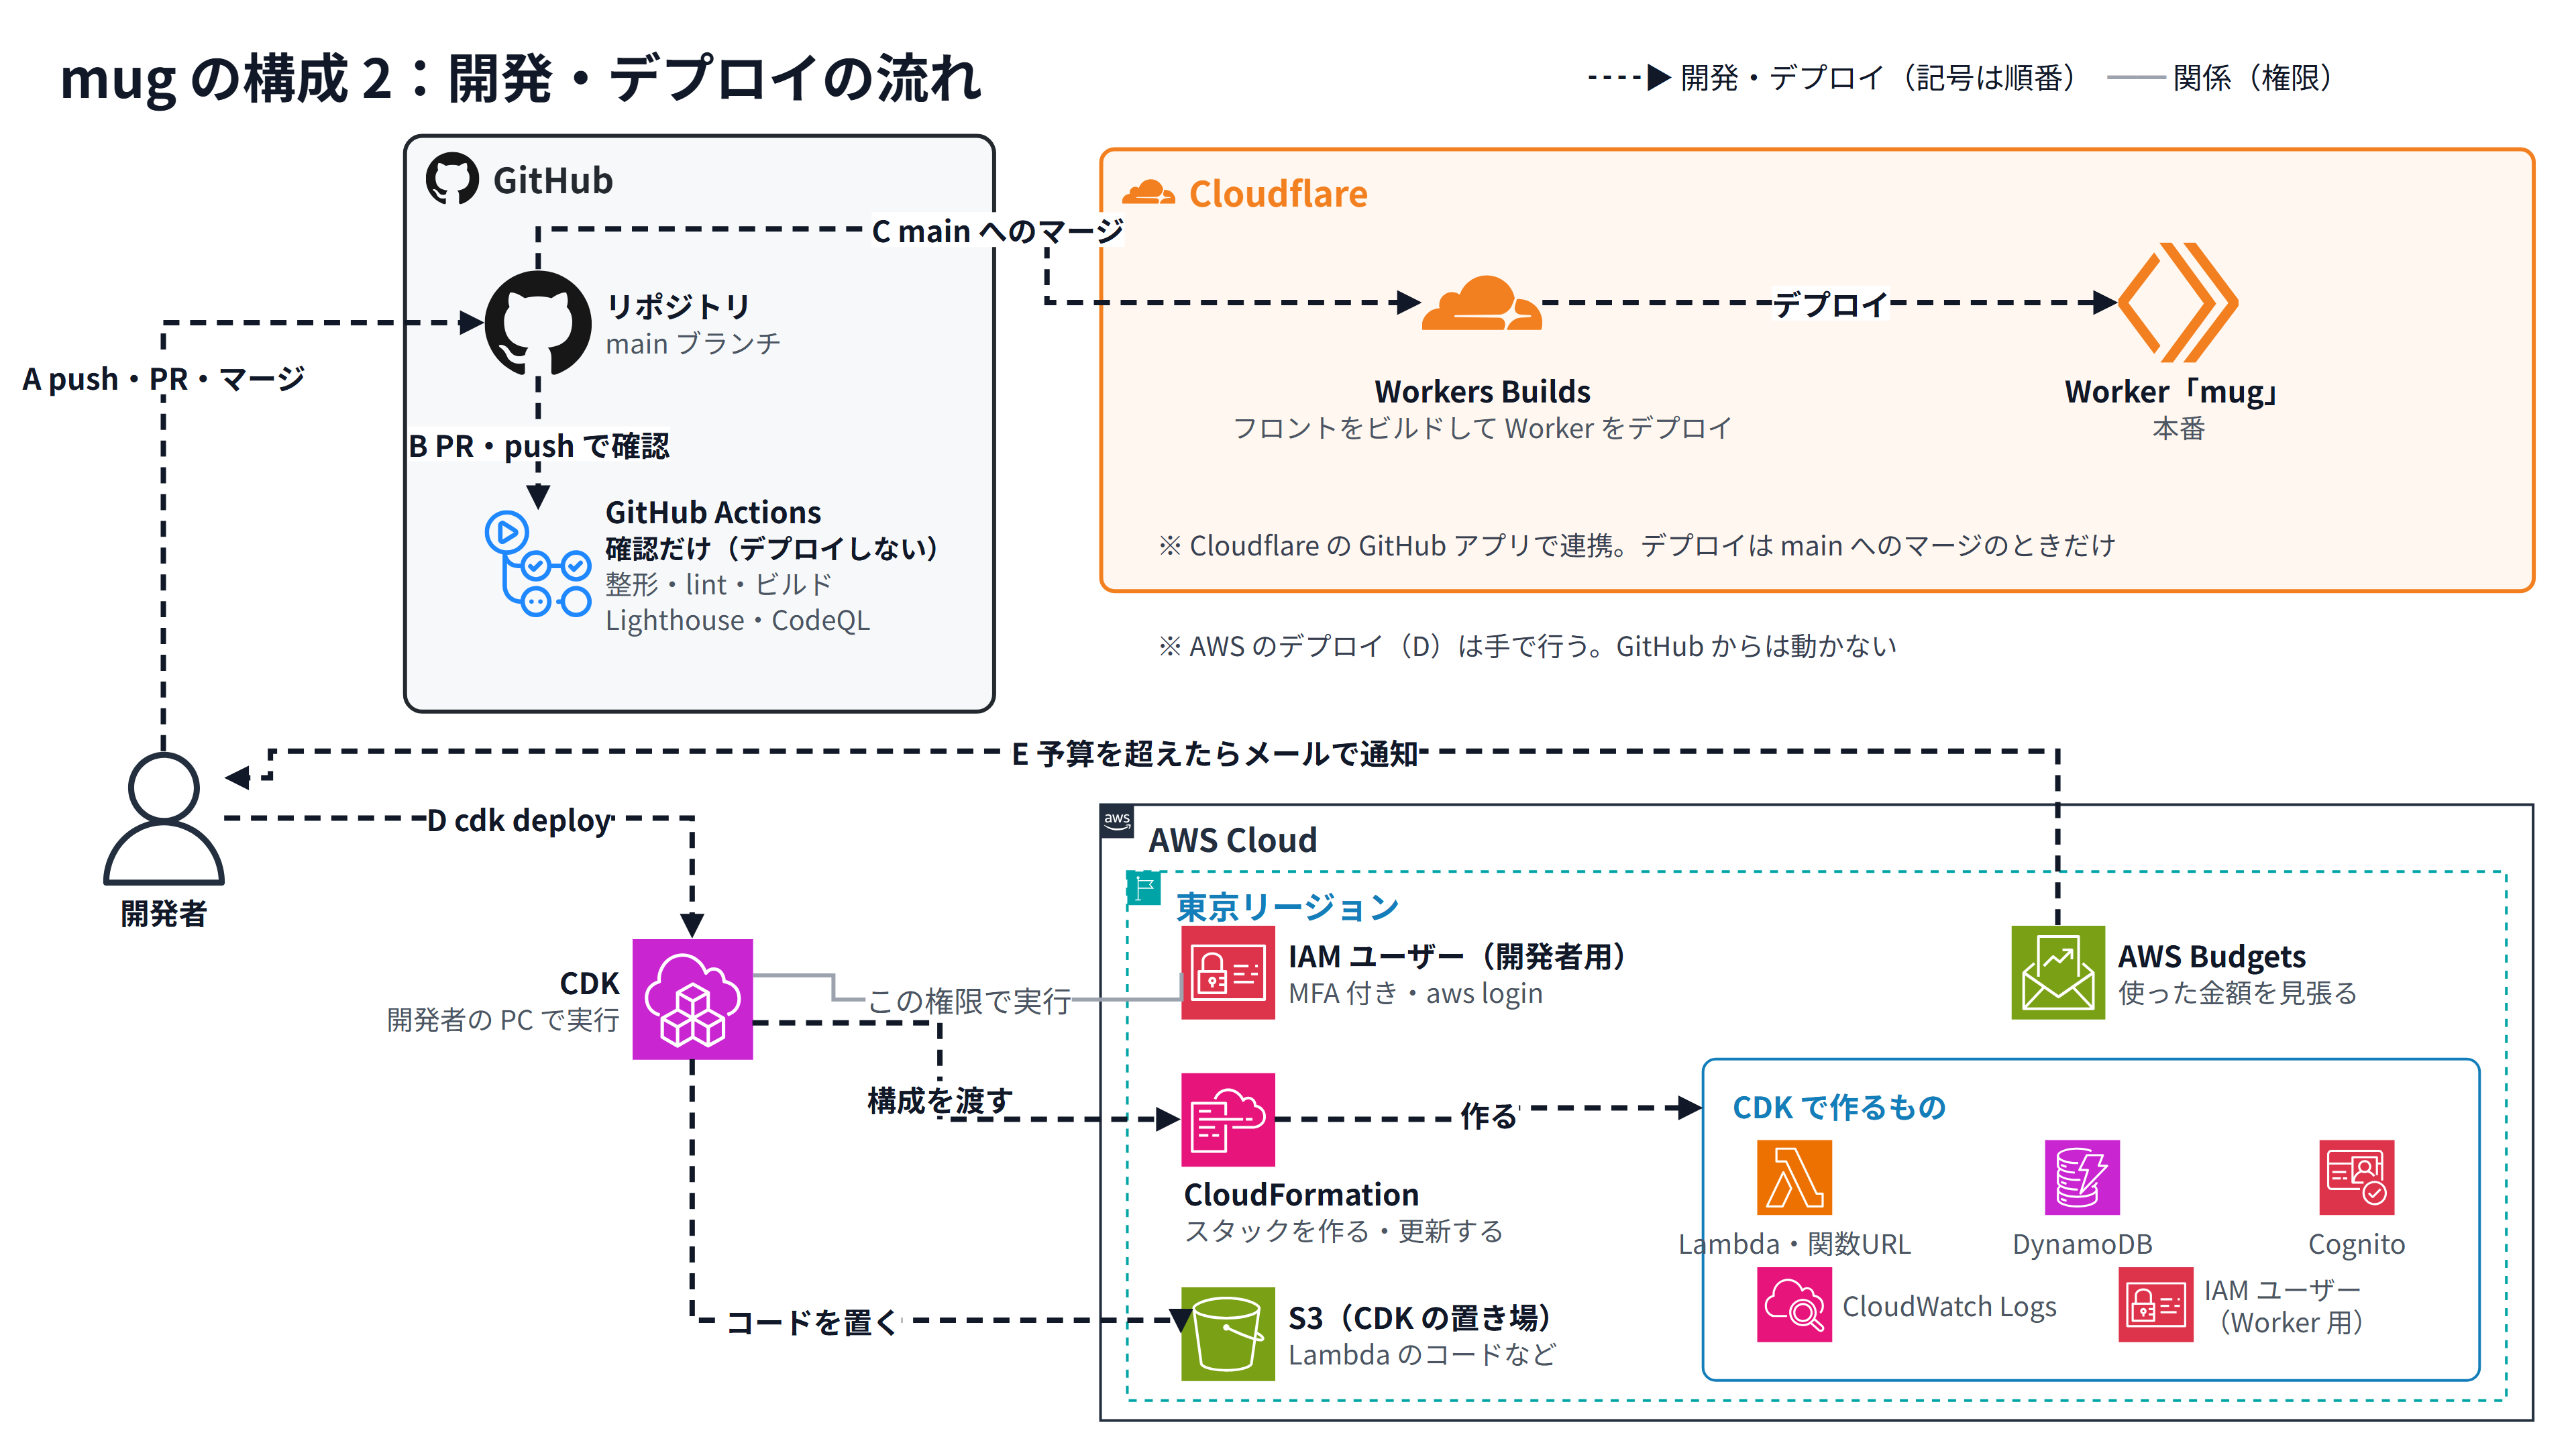 mug の構成 2：開発・デプロイの流れ
開発・デプロイ（記号は順番）
関係（権限）
GitHub
C main へのマージ
リポジトリ
main ブランチ
A push・PR・マージ
B PR・push で確認
GitHub Actions
確認だけ（デプロイしない）
整形・lint・ビルド
Lighthouse・CodeQL
Cloudflare
デプロイ
Workers Builds
フロントをビルドして Worker をデプロイ
Worker「mug」
本番
※ Cloudflare の GitHub アプリで連携。デプロイは main へのマージのときだけ
※ AWS のデプロイ（D）は手で行う。GitHub からは動かない
E 予算を超えたらメールで通知
D cdk deploy
開発者
CDK
開発者の PC で実行
この権限で実行
構成を渡す
コードを置く
aws
AWS Cloud
東京リージョン
IAM ユーザー（開発者用）
MFA 付き・aws login
AWS Budgets
使った金額を見張る
CloudFormation
スタックを作る・更新する
作る
S3（CDK の置き場）
Lambda のコードなど
CDK で作るもの
Lambda・関数URL
DynamoDB
Cognito
CloudWatch Logs
IAM ユーザー
（Worker 用）